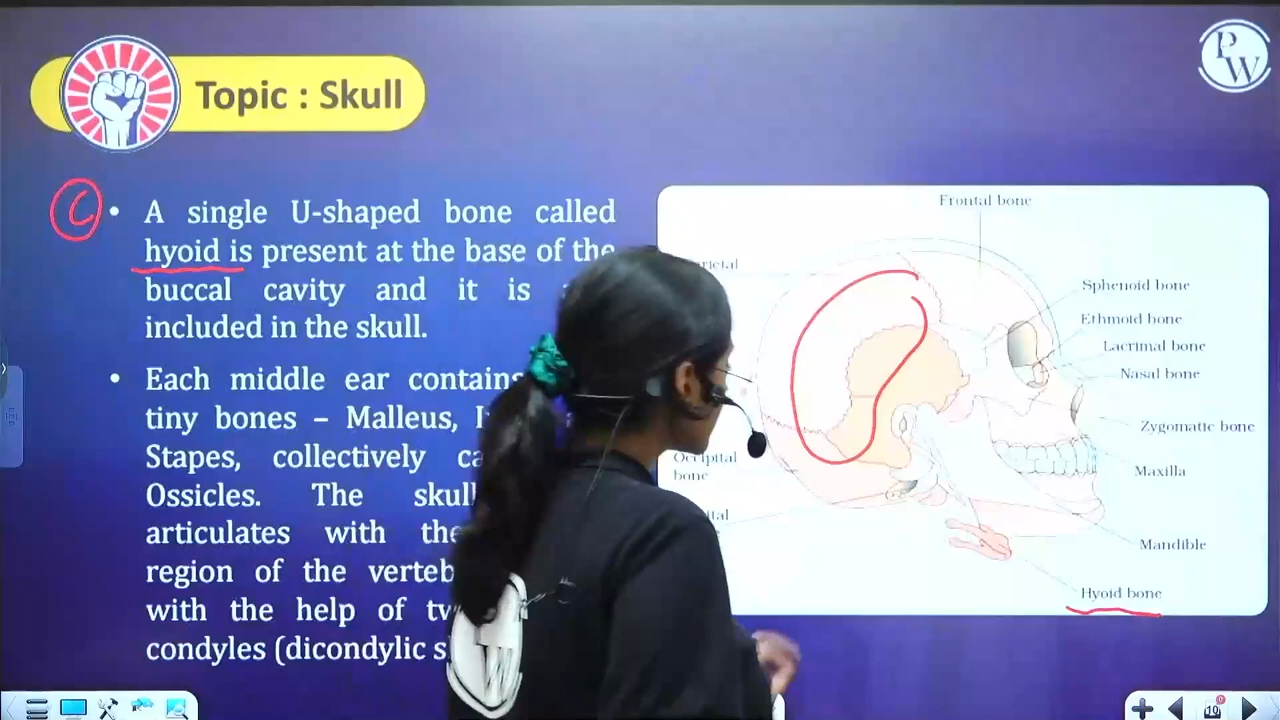 PW
Topic : Skull
C
A single U-shaped bone called
hyoid is present at the base of the
buccal cavity and it is
included in the skull.
Each middle ear contains
tiny bones – Malleus,
Stapes, collectively
Ossicles. The skull
articulates with the
region of the
with the help of
condyles (dicondylic
Frontal bone
Sphenoid bone
Ethmoid bone
Lacrimal bone
Nasal bone
Zygomatic bone
Occipital
bone
Maxilla
Mandible
Hyoid bone
10